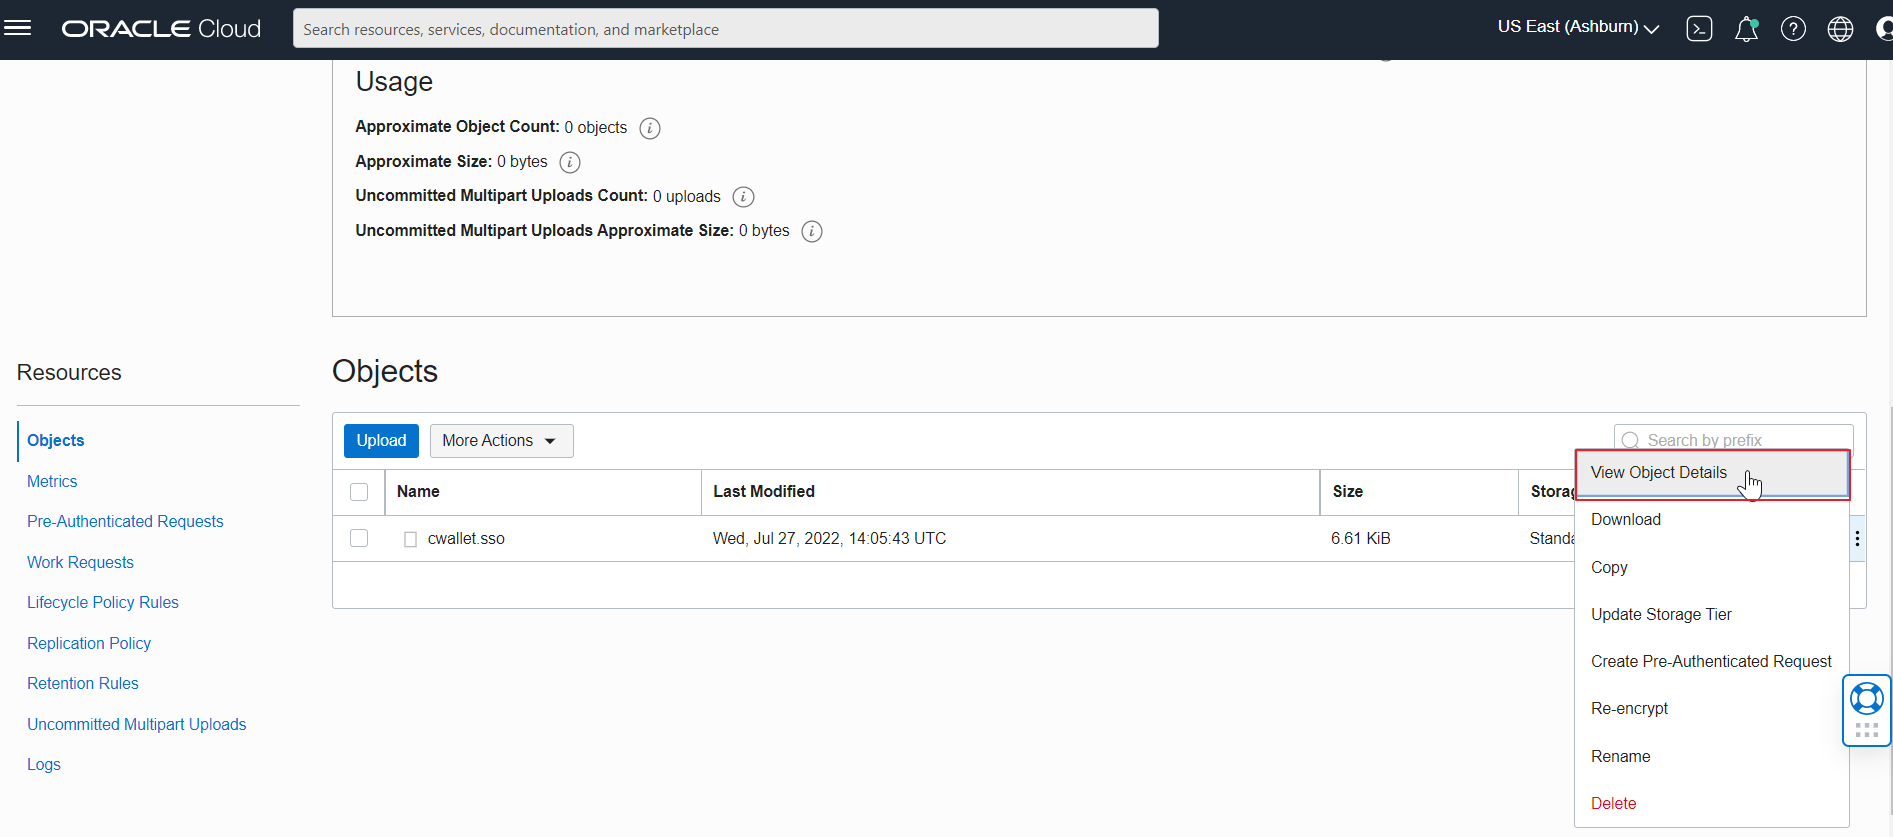 ORACLE Cloud
Search resources, services, documentation, and marketplace
US East (Ashburn)
Usage
Approximate Object Count: 0 objects
Approximate Size: 0 bytes
Uncommitted Multipart Uploads Count: 0 uploads
Uncommitted Multipart Uploads Approximate Size: 0 bytes
Resources
Objects
Metrics
Pre-Authenticated Requests
Work Requests
Lifecycle Policy Rules
Replication Policy
Retention Rules
Uncommitted Multipart Uploads
Logs
Objects
Upload More Actions
Search by prefix
Name Last Modified Size Storag
cwallet.sso Wed, Jul 27, 2022, 14:05:43 UTC 6.61 KiB Standa
View Object Details
Download
Copy
Update Storage Tier
Create Pre-Authenticated Request
Re-encrypt
Rename
Delete